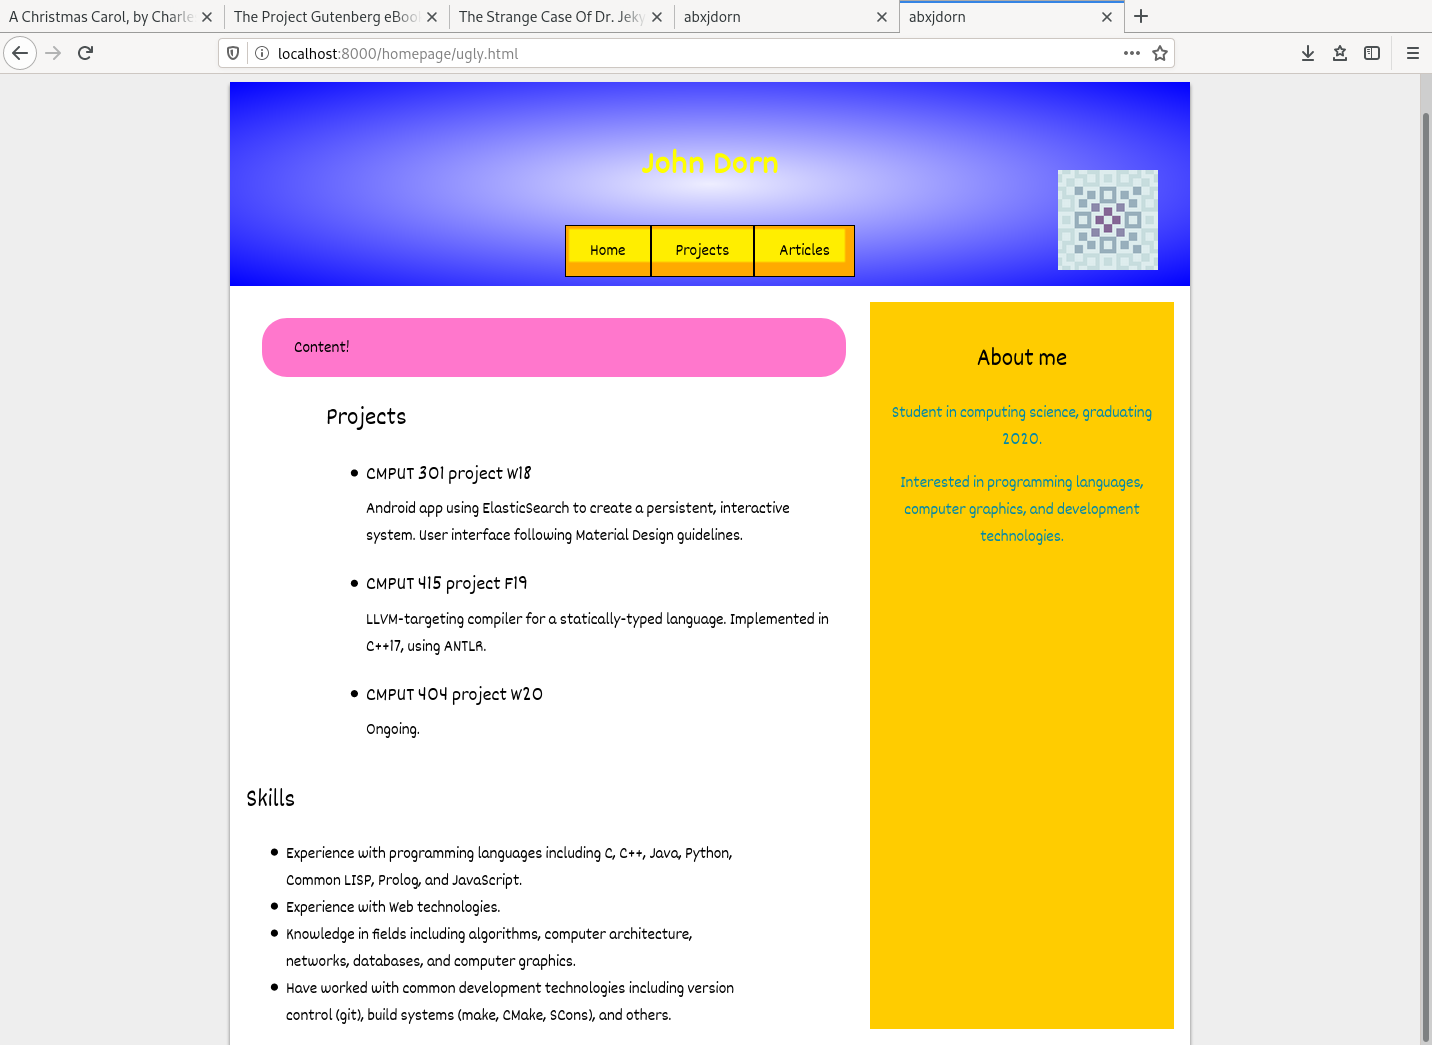 A Christmas Carol, by Charle
The Project Gutenberg eBoo
The Strange Case Of Dr. Jeky
abxjdorn
abxjdorn
localhost:8000/homepage/ugly.html
John Dorn
Home Projects Articles
Content!
Projects
CMPUT 301 project W18
Android app using ElasticSearch to create a persistent, interactive
system. User interface following Material Design guidelines.
CMPUT 415 project F19
LLVM-targeting compiler for a statically-typed language. Implemented in
C++17, using ANTLR.
CMPUT 404 project W20
Ongoing.
Skills
Experience with programming languages including C, C++, Java, Python,
Common LISP, Prolog, and JavaScript.
Experience with Web technologies.
Knowledge in fields including algorithms, computer architecture,
networks, databases, and computer graphics.
Have worked with common development technologies including version
control (git), build systems (make, CMake, SCons), and others.
About me
Student in computing science, graduating
2020.
Interested in programming languages,
computer graphics, and development
technologies.